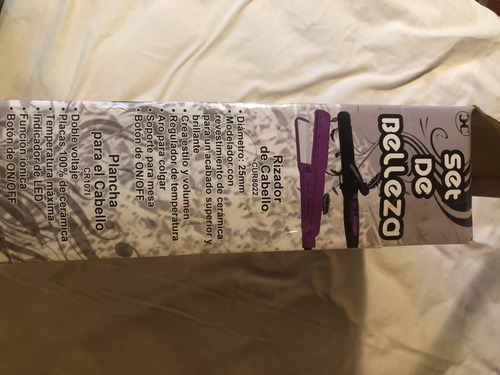 Set
De
Belleza
Rizador
de Cabello
• Diámetro: 25mm
• Modelador con
revestimiento de cerámica
para un acabado superior y
brillante
• Crea estilo y volumen
• Regulador de temperatura
• Aro para colgar
• Soporte para mesa
• Botón de ON/OFF
Plancha
para el Cabello
• Doble voltaje
• Placas 100% de cerámica
• Temperatura máxima
• Indicador de LED
• Función iónica
• Botón de ON/OFF